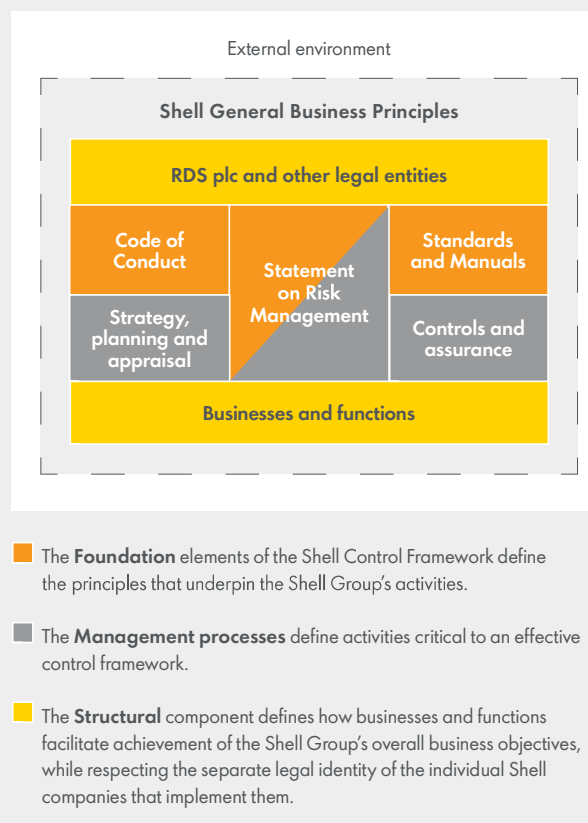 External environment
Shell General Business Principles
RDS plc and other legal entities
Code of
Conduct
Statement
on Risk
Management
Standards
and Manuals
Strategy,
planning and
appraisal
Controls and
assurance
Businesses and functions
The Foundation elements of the Shell Control Framework define
the principles that underpin the Shell Group’s activities.
The Management processes define activities critical to an effective
control framework.
The Structural component defines how businesses and functions
facilitate achievement of the Shell Group’s overall business objectives,
while respecting the separate legal identity of the individual Shell
companies that implement them.